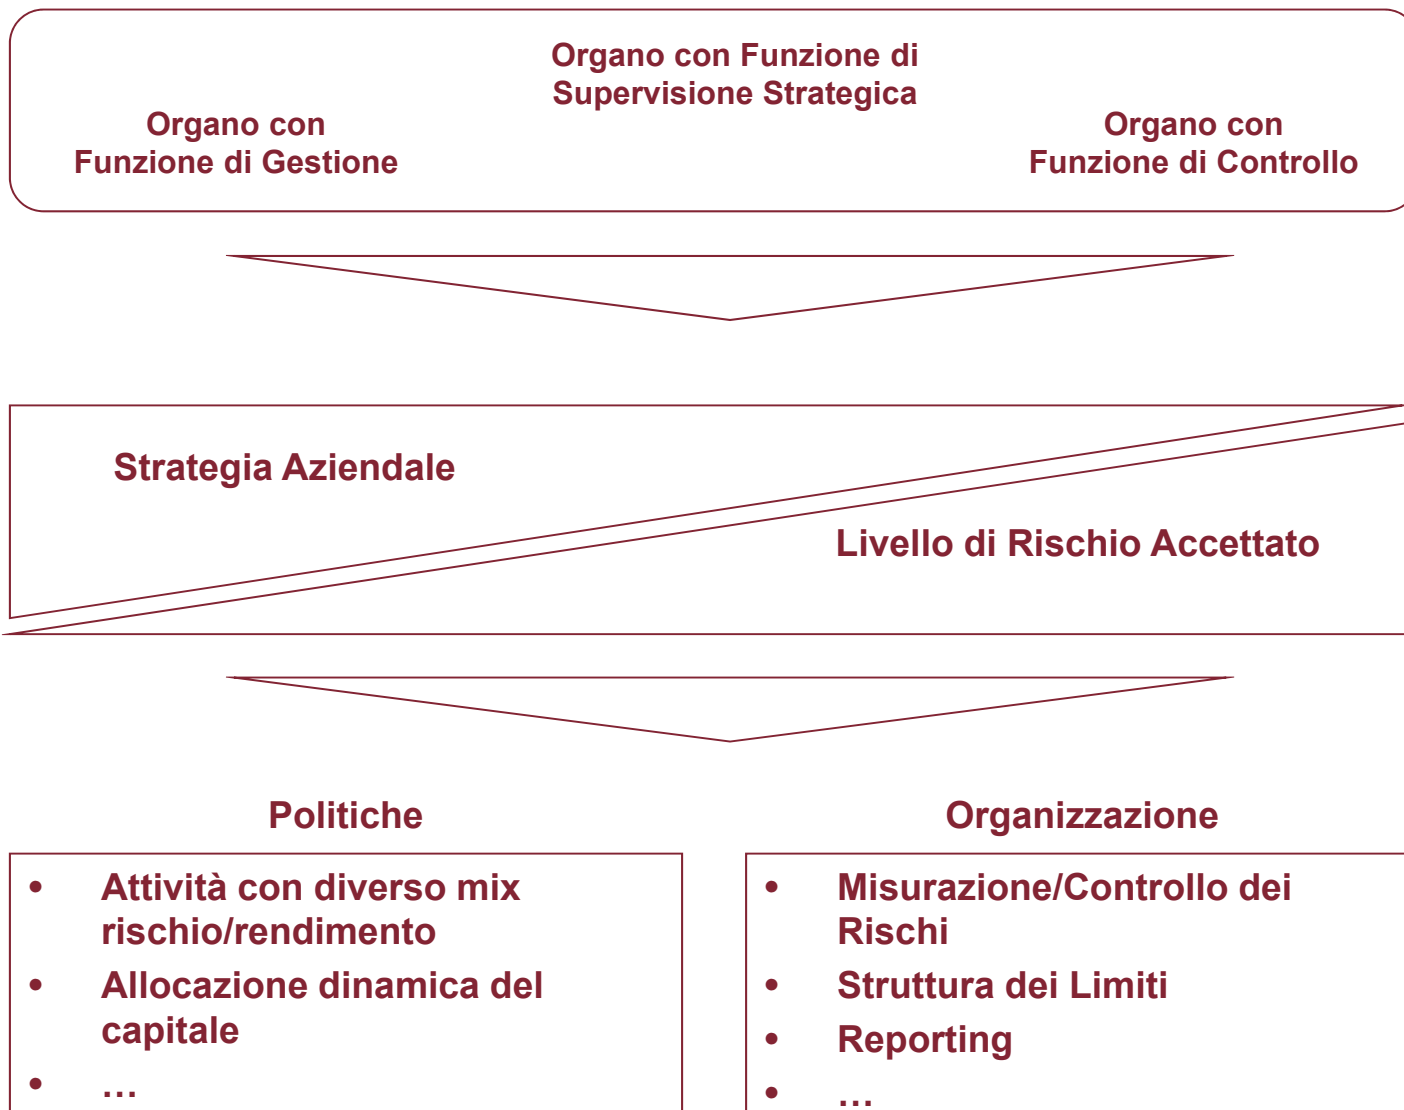 Organo con Funzione di
Supervisione Strategica
Organo con
Funzione di Gestione
Organo con
Funzione di Controllo
Strategia Aziendale
Livello di Rischio Accettato
Politiche
• Attività con diverso mix
rischio/rendimento
• Allocazione dinamica del
capitale
• …
Organizzazione
• Misurazione/Controllo dei
Rischi
• Struttura dei Limiti
• Reporting
• …